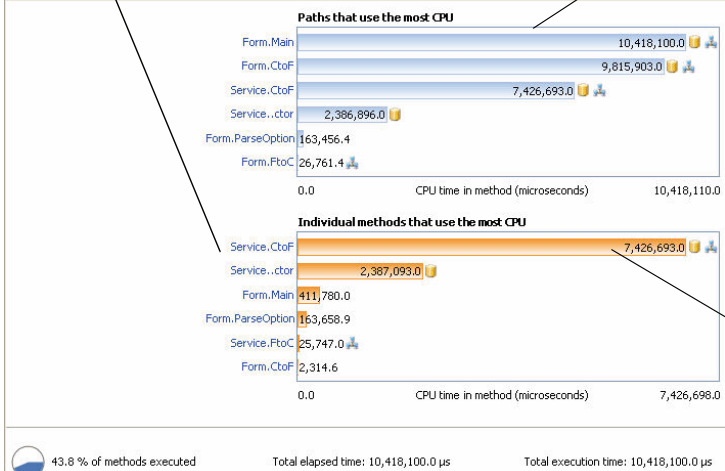 Paths that use the most CPU
Form.Main 10,418,100.0
Form.CtoF 9,815,903.0
Service.CtoF 7,426,693.0
Service..ctor 2,386,896.0
Form.ParseOption 163,456.4
Form.FtoC 26,761.4
0.0 CPU time in method (microseconds) 10,418,110.0
Individual methods that use the most CPU
Service.CtoF 7,426,693.0
Service..ctor 2,387,093.0
Form.Main 411,780.0
Form.ParseOption 163,658.9
Service.FtoC 25,747.0
Form.CtoF 2,314.6
0.0 CPU time in method (microseconds) 7,426,698.0
43.8 % of methods executed Total elapsed time: 10,418,100.0 µs Total execution time: 10,418,100.0 µs